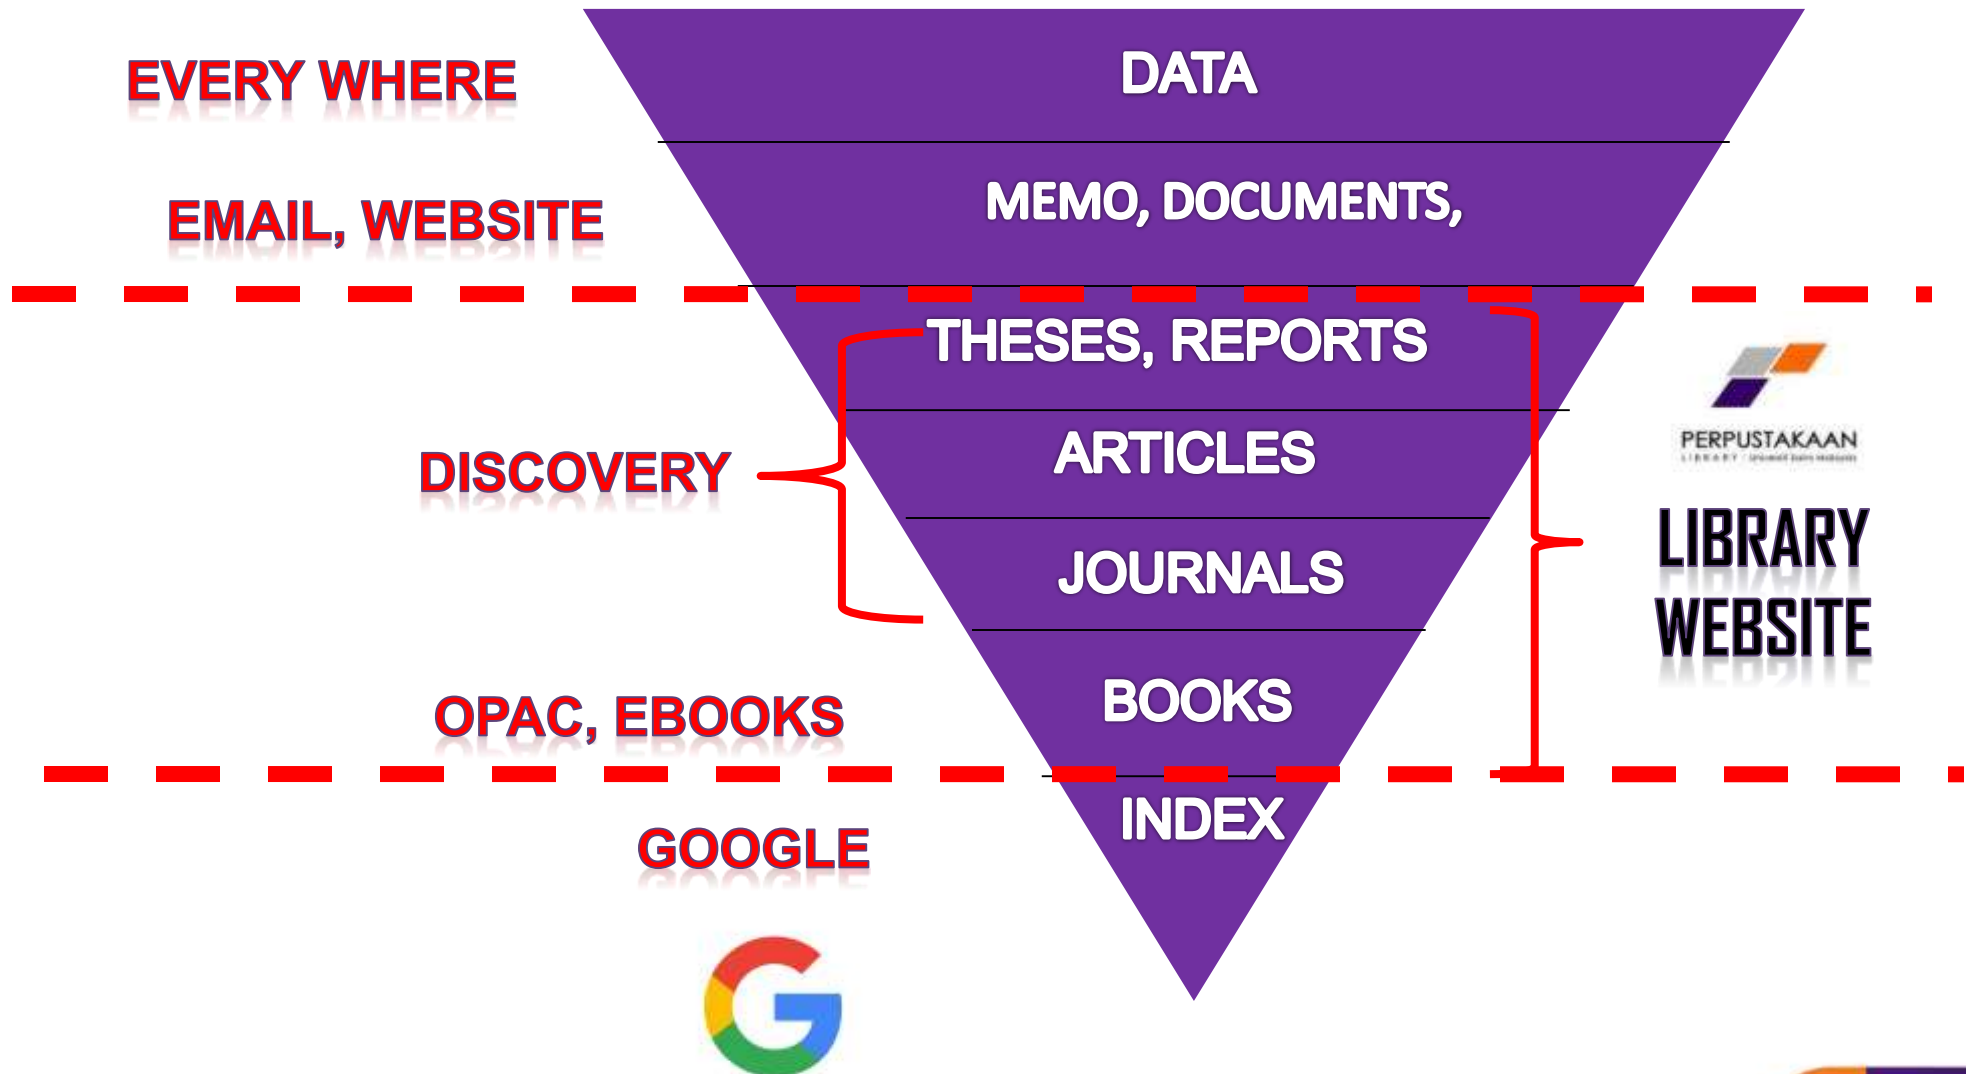 EVERY WHERE
DATA
EMAIL, WEBSITE
MEMO, DOCUMENTS,
THESES, REPORTS
ARTICLES
DISCOVERY
JOURNALS
PERPUSTAKAAN
LIBRARY
LIBRARY
WEBSITE
OPAC, EBOOKS
BOOKS
INDEX
GOOGLE